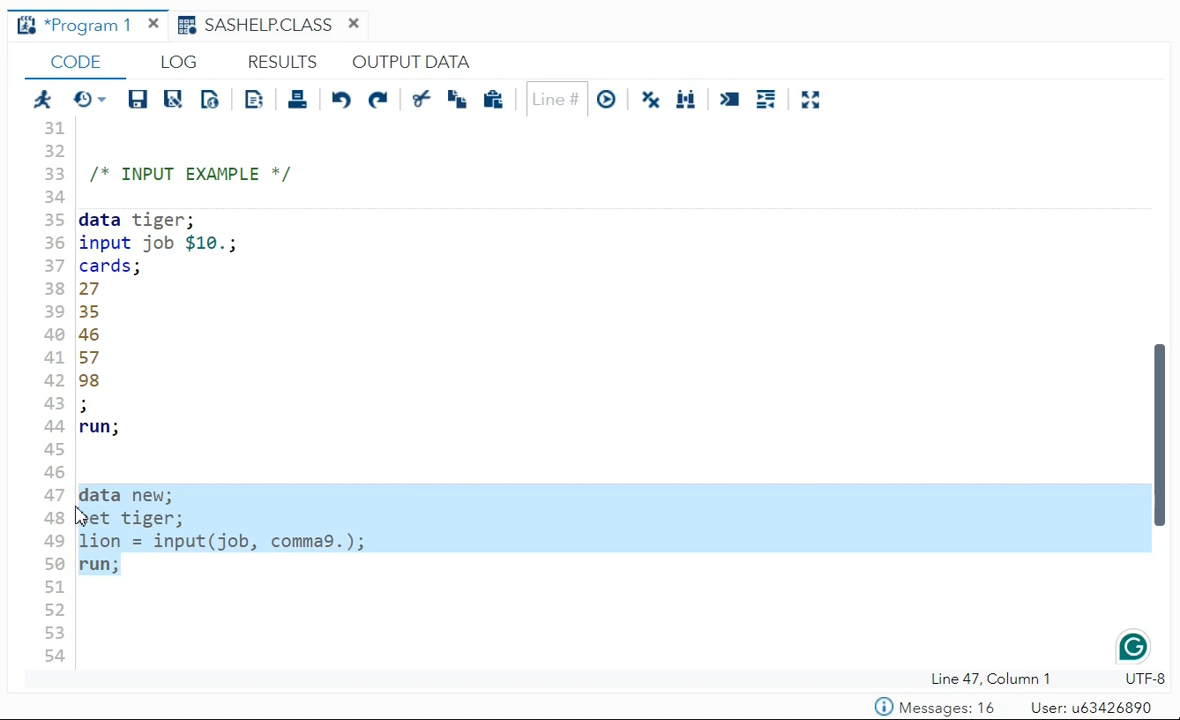 *Program 1 × SASHELP.CLASS ×
CODE LOG RESULTS OUTPUT DATA
Line #
31
32
33 /* INPUT EXAMPLE */
34
35 data tiger;
36 input job $10.;
37 cards;
38 27
39 35
40 46
41 57
42 98
43 ;
44 run;
45
46
47 data new;
48 et tiger;
49 lion = input(job, comma9.);
50 run;
51
52
53
54
Line 47, Column 1 UTF-8
Messages: 16 User: u63426890